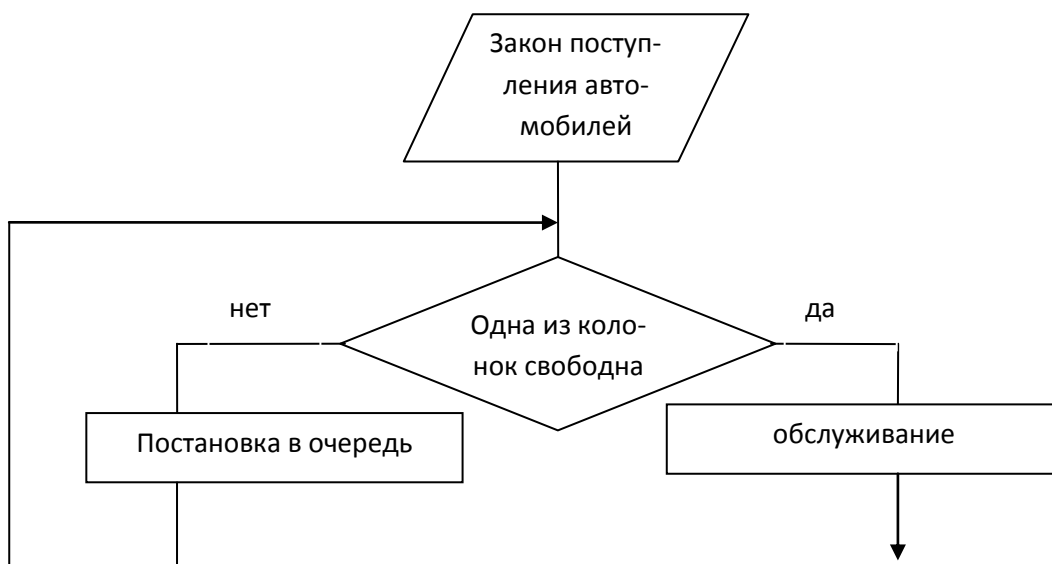 Закон поступ-
ления авто-
мобилей
нет
да
Одна из коло-
нок свободна
Постановка в очередь
обслуживание